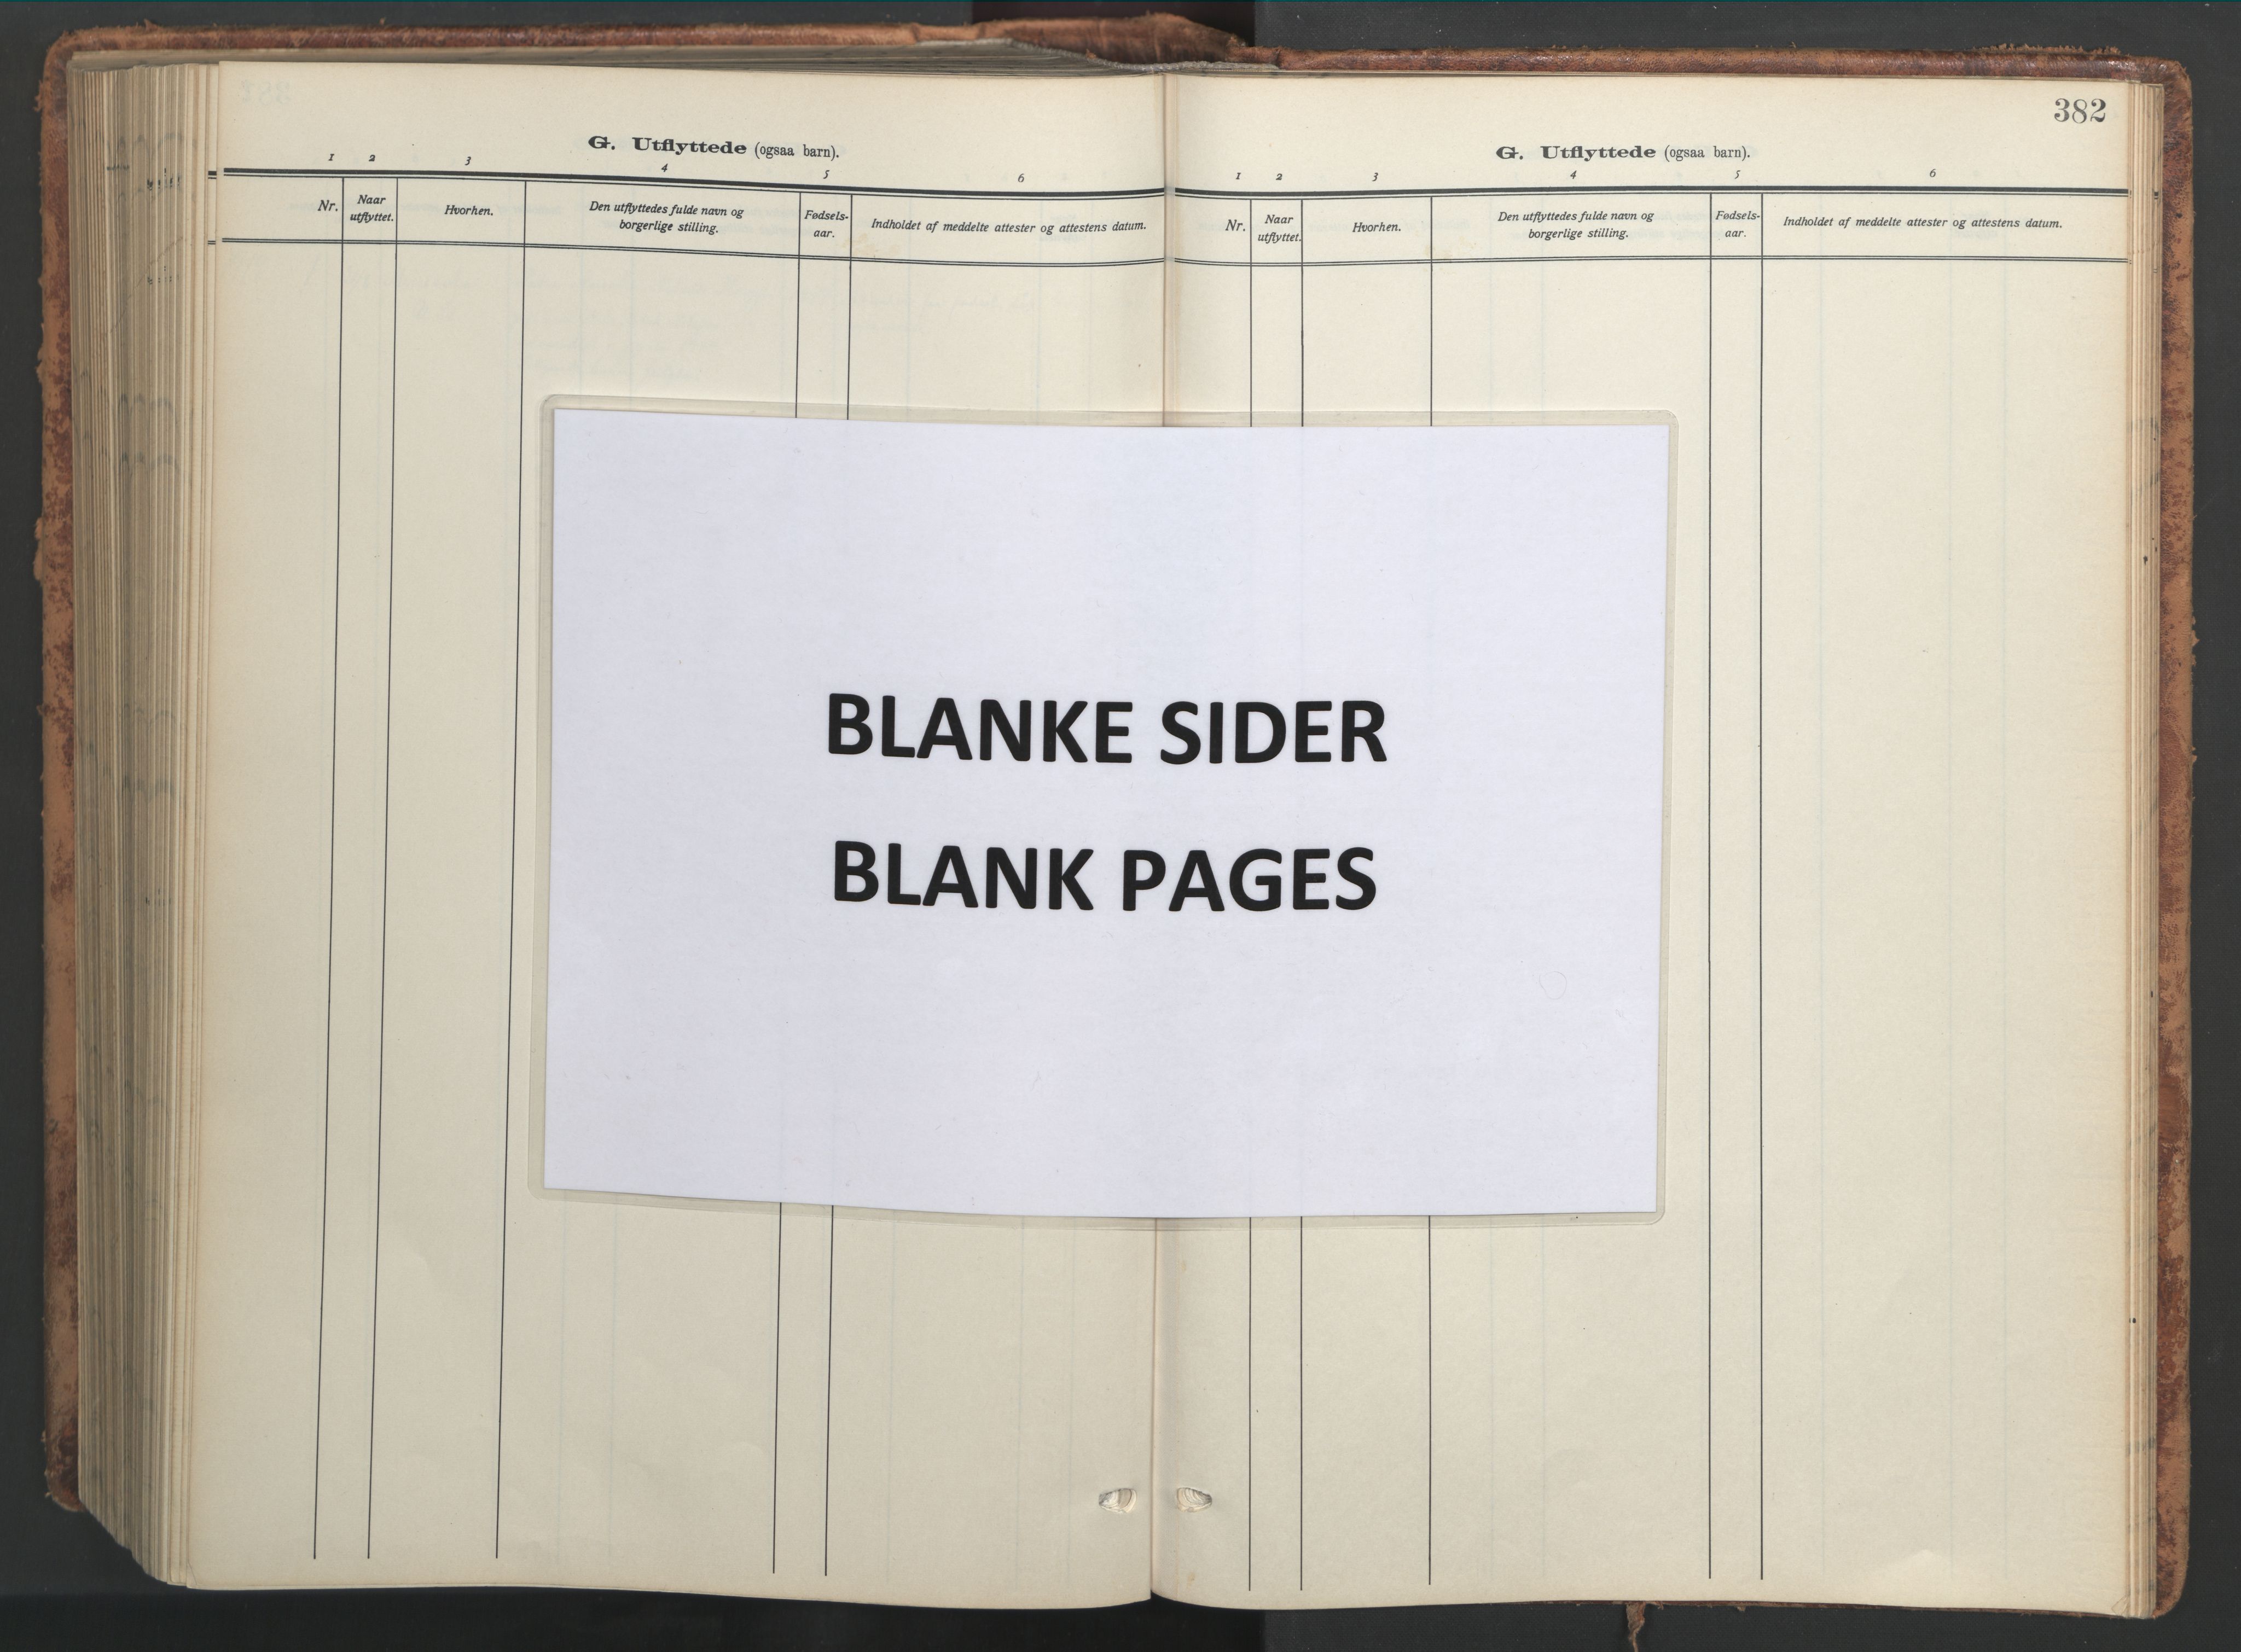 G. Utflyttede (ogsaa barn).
1 2 3 4 5 6
Nr. Naar utflyttet. Hvorhen. Den utflyttedes fulde navn og borgerlige stilling. Fødsels-aar. Indholdet af meddelte attester og attestens datum.
382
G. Utflyttede (ogsaa barn).
1 2 3 4 5 6
Nr. Naar utflyttet. Hvorhen. Den utflyttedes fulde navn og borgerlige stilling. Fødsels-aar. Indholdet af meddelte attester og attestens datum.
BLANKE SIDER
BLANK PAGES